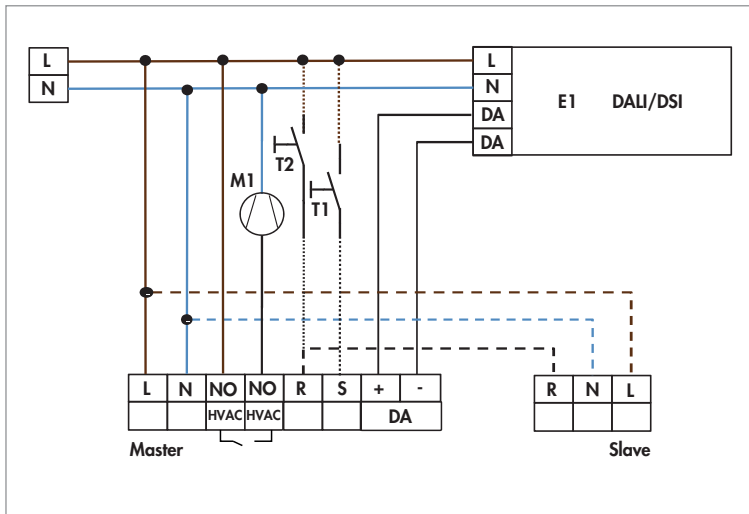 L
N
L
N
DA
DA
E1 DALI/DSI
T2
M1
T1
L N NO NO R S + -
HVAC HVAC DA
Master
R N L
Slave